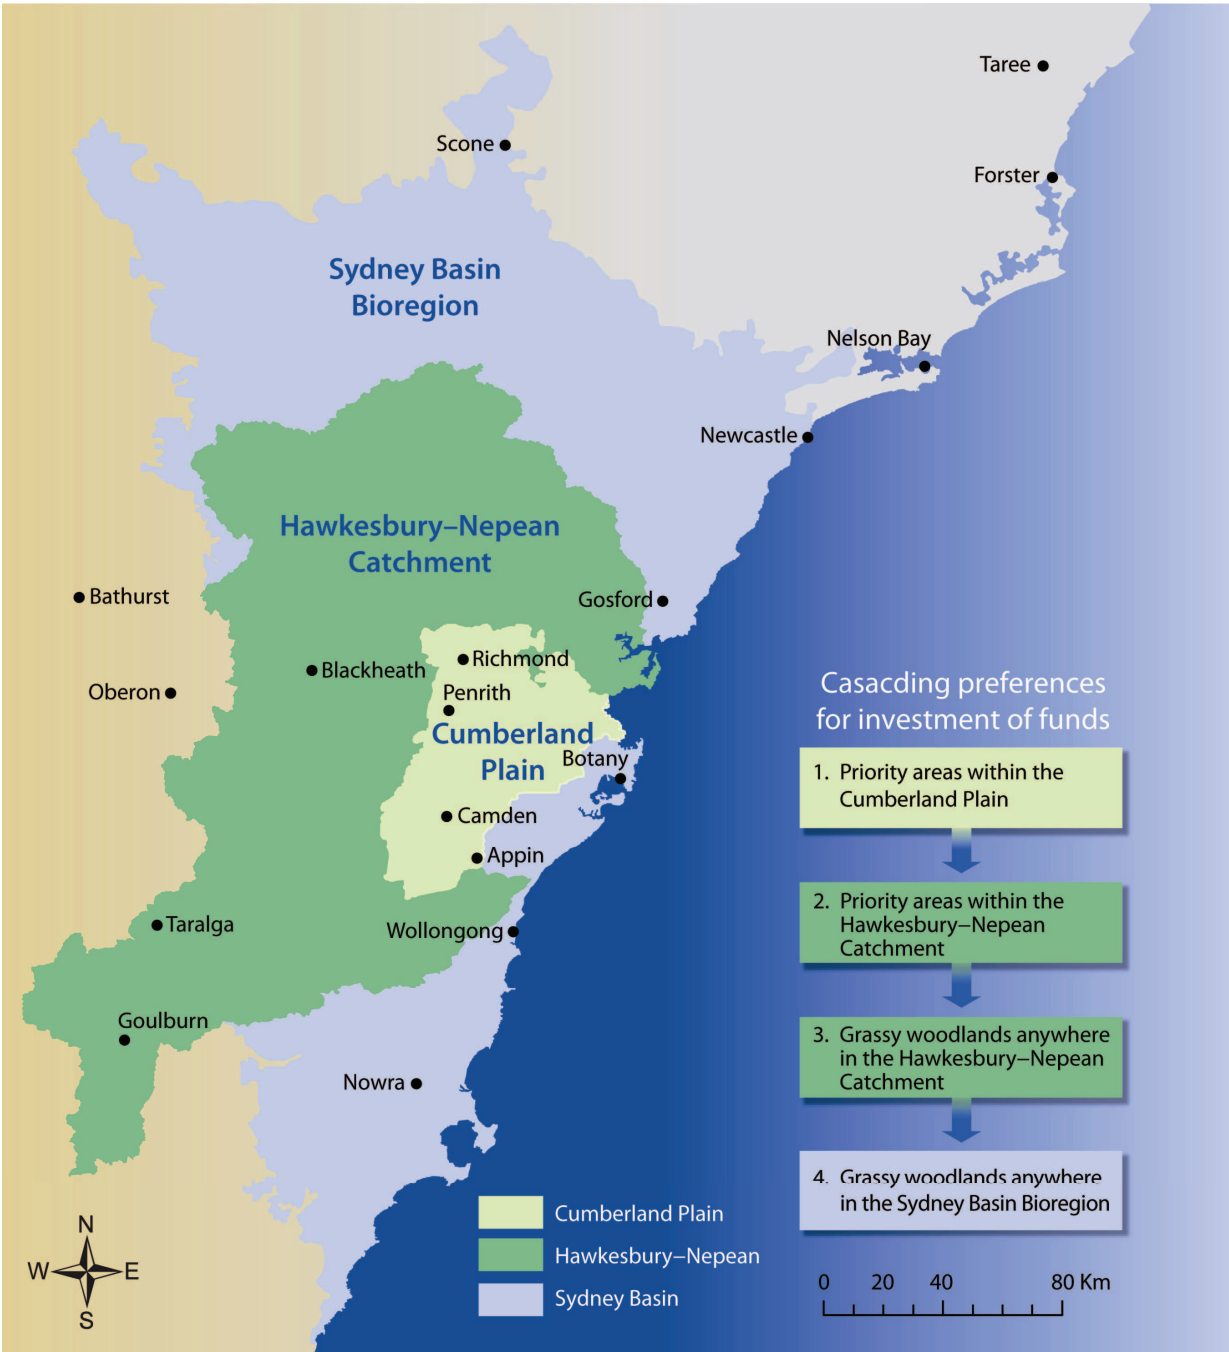 Taree
Scone
Forster
Sydney Basin
Bioregion
Nelson Bay
Newcastle
Hawkesbury–Nepean
Catchment
Bathurst
Gosford
Blackheath
Richmond
Oberon
Penrith
Cumberland
Plain
Botany
Camden
Appin
Taralga
Wollongong
Goulburn
Nowra
Casacding preferences
for investment of funds
1. Priority areas within the
Cumberland Plain
2. Priority areas within the
Hawkesbury–Nepean
Catchment
3. Grassy woodlands anywhere
in the Hawkesbury–Nepean
Catchment
4. Grassy woodlands anywhere
in the Sydney Basin Bioregion
N
W E
S
Cumberland Plain
Hawkesbury–Nepean
Sydney Basin
0 20 40 80 Km